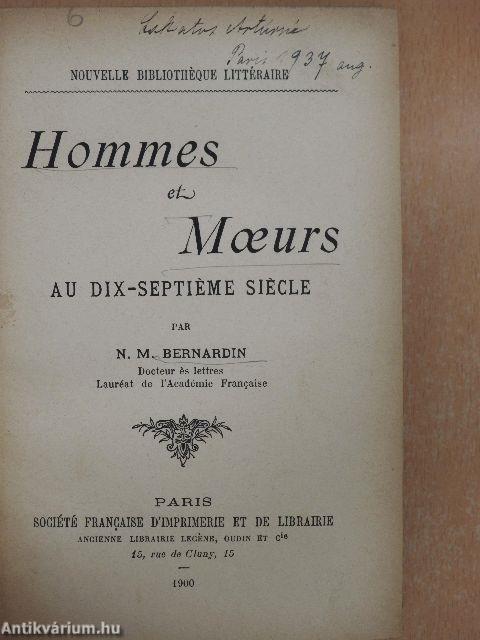 6
Lakatos Artúrné
Paris 1937 aug.
NOUVELLE BIBLIOTHÈQUE LITTÉRAIRE
Hommes
et
Mœurs
AU DIX-SEPTIÈME SIÈCLE
PAR
N. M. BERNARDIN
Docteur ès lettres
Lauréat de l'Académie Française
PARIS
SOCIÉTÉ FRANÇAISE D'IMPRIMERIE ET DE LIBRAIRIE
ANCIENNE LIBRAIRIE LECÈNE, OUDIN ET Cie
15, rue de Cluny, 15
1900
Antikvárium.hu